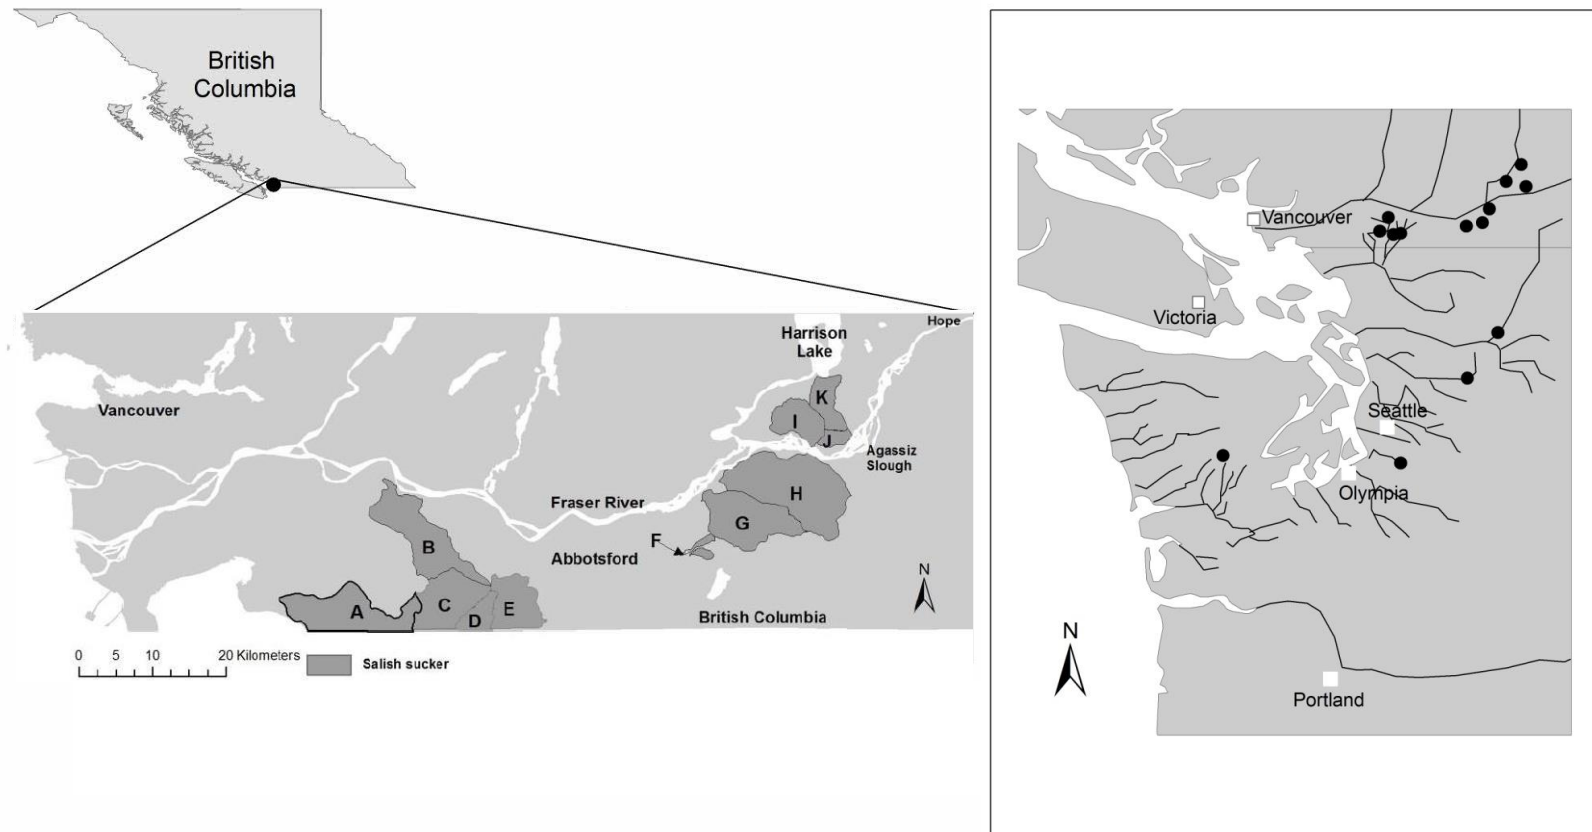 British
Columbia
Harrison
Lake
Hope
Vancouver
K
I
J
Agassiz
Slough
Fraser River
H
G
F
Abbotsford
B
A
C
D
E
British Columbia
N
0 5 10 20 Kilometers
Salish sucker
Vancouver
Victoria
Seattle
Olympia
N
Portland